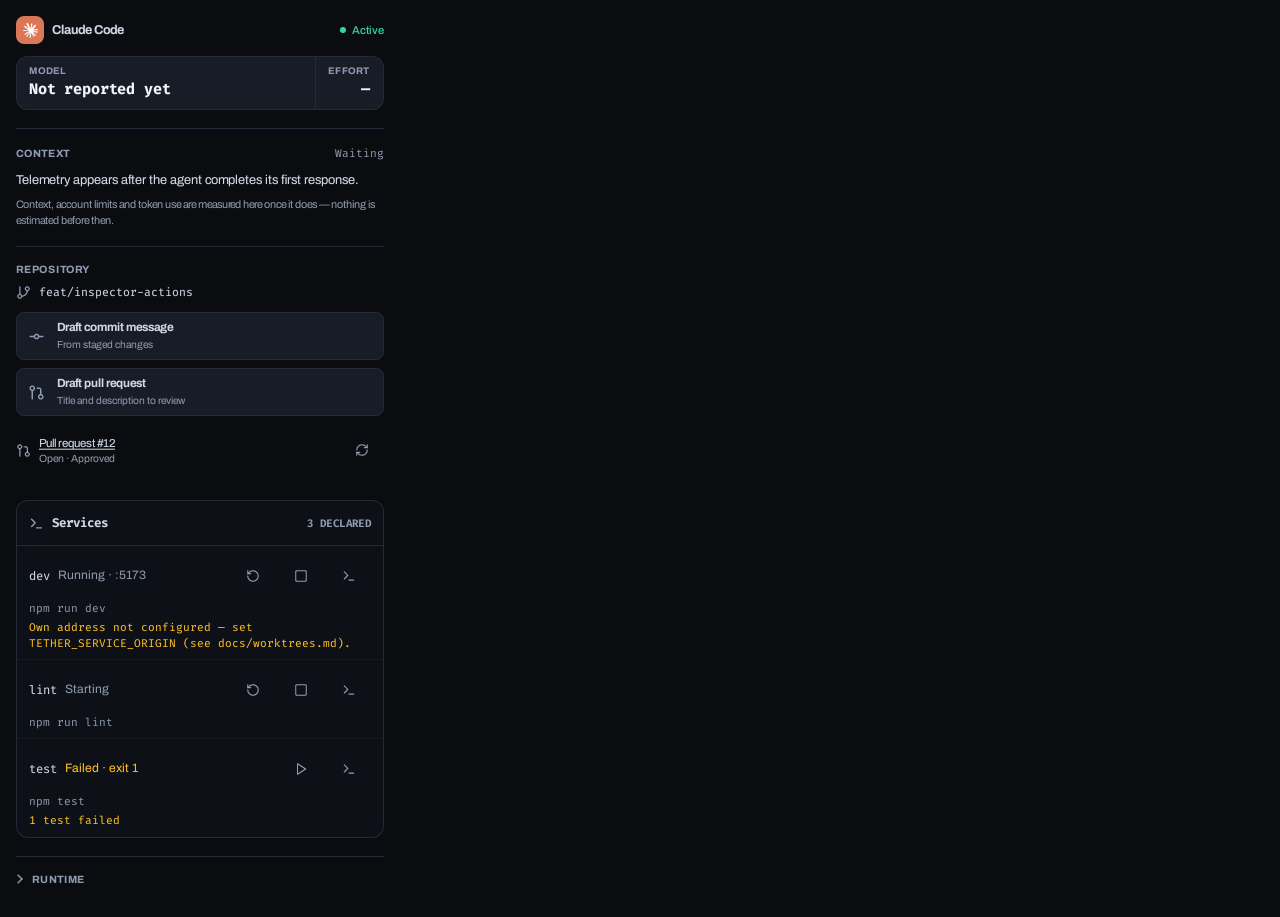 Claude Code
Active
MODEL
EFFORT
Not reported yet
—
CONTEXT
Waiting
Telemetry appears after the agent completes its first response.
Context, account limits and token use are measured here once it does — nothing is
estimated before then.
REPOSITORY
feat/inspector-actions
Draft commit message
From staged changes
Draft pull request
Title and description to review
Pull request #12
Open · Approved
Services
3 DECLARED
dev Running · :5173
npm run dev
Own address not configured — set
TETHER_SERVICE_ORIGIN (see docs/worktrees.md).
lint Starting
npm run lint
test Failed · exit 1
npm test
1 test failed
RUNTIME